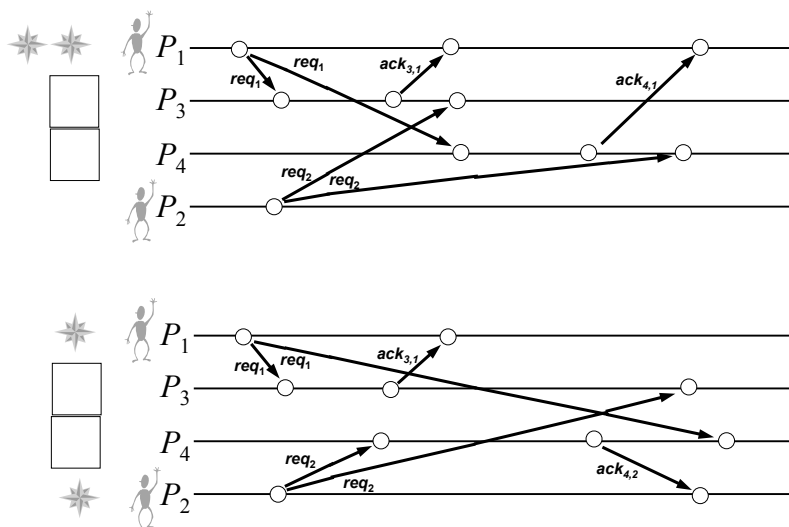 P1
req1
req1
ack3,1
ack4,1
P3
P4
req2
req2
P2
P1
req1
req1
ack3,1
P3
P4
req2
req2
ack4,2
P2